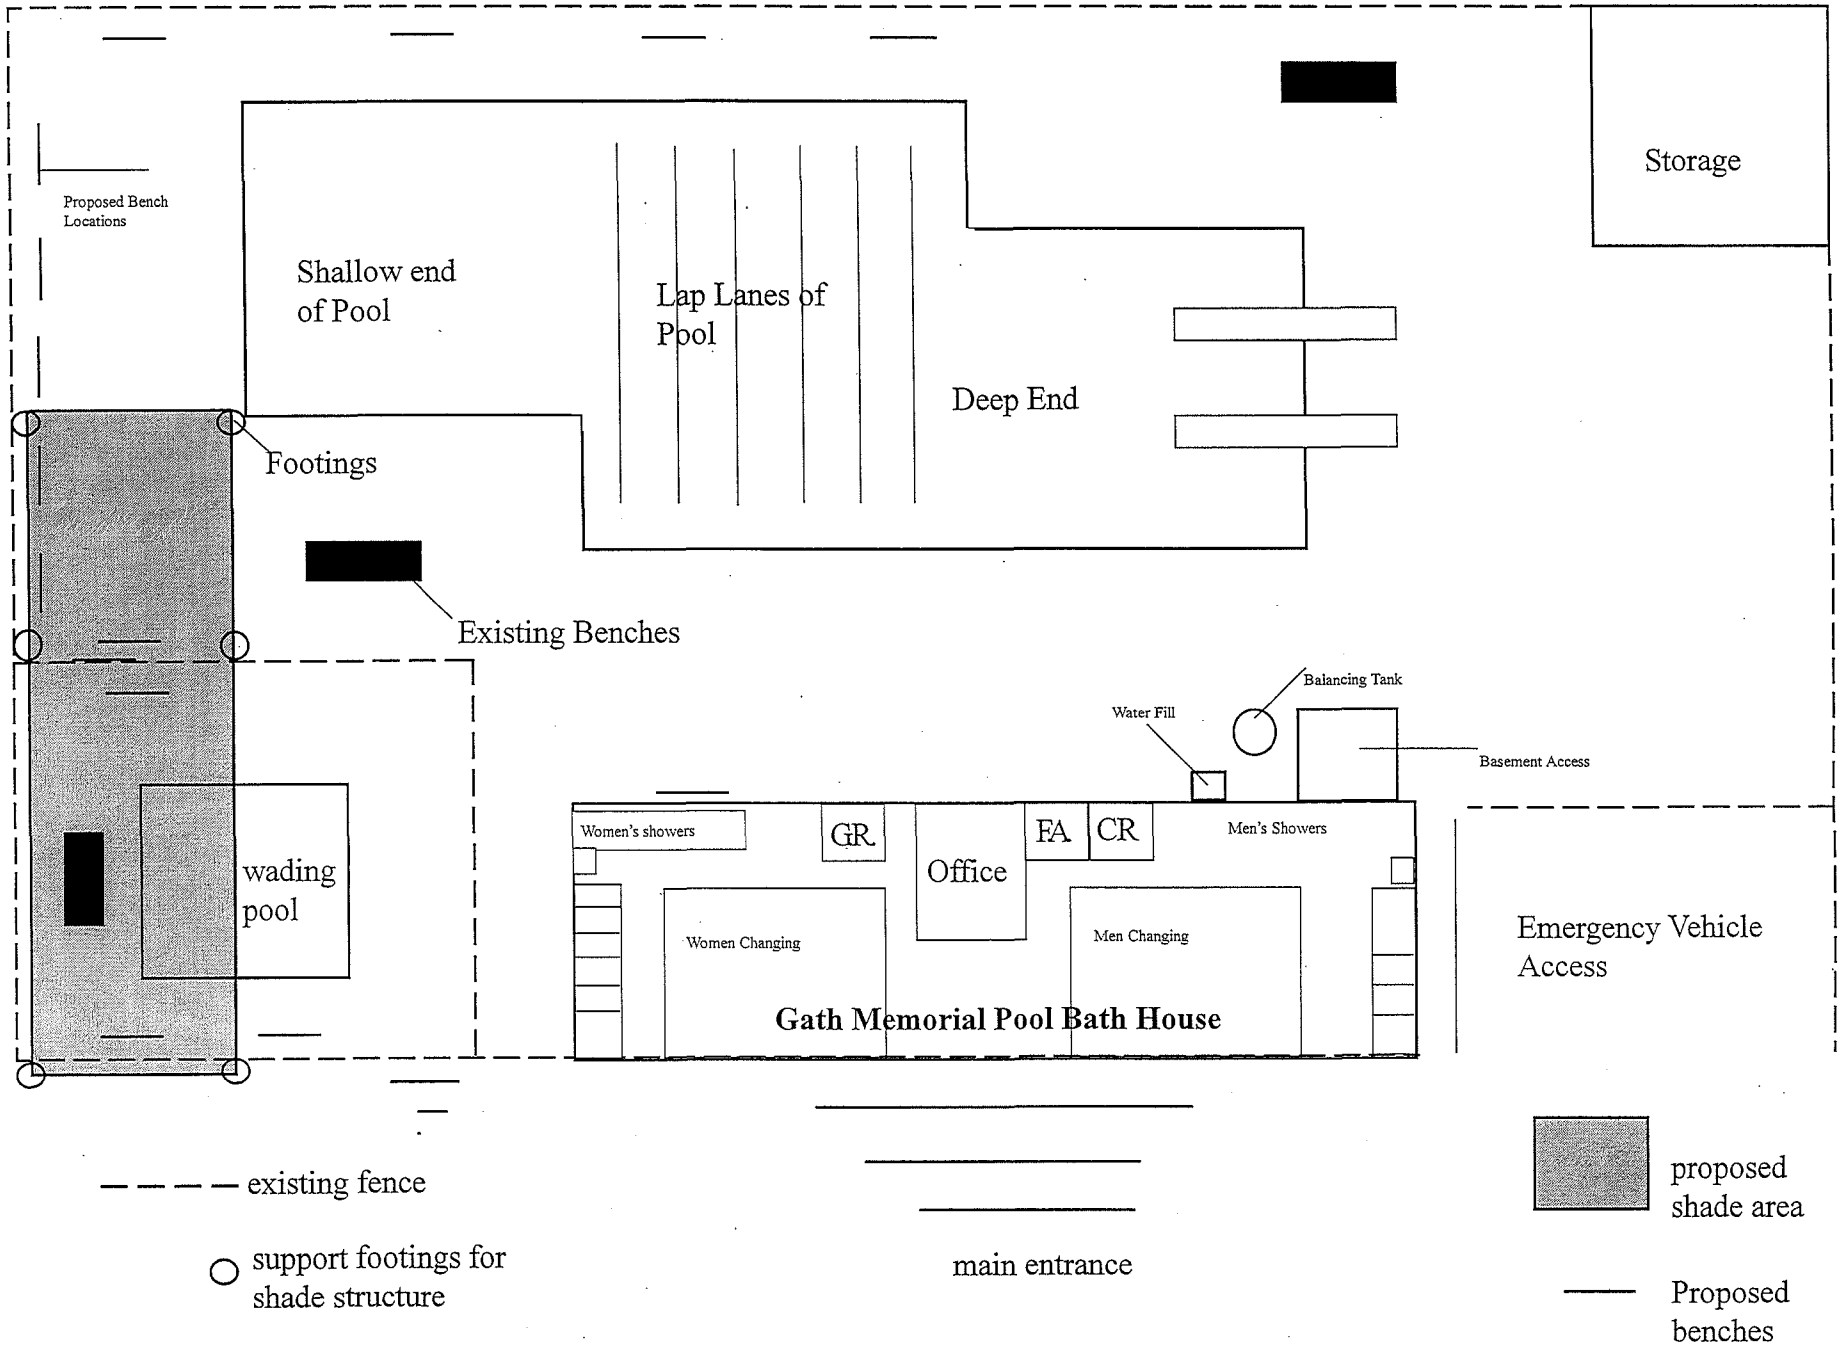 Storage
Proposed Bench
Locations
Shallow end
of Pool
Lap Lanes of
Pool
Deep End
Footings
Existing Benches
Balancing Tank
Water Fill
Basement Access
Women's showers
GR
FA
CR
Men's Showers
Office
wading
pool
Women Changing
Men Changing
Emergency Vehicle
Access
Gath Memorial Pool Bath House
existing fence
proposed
shade area
support footings for
shade structure
main entrance
Proposed
benches